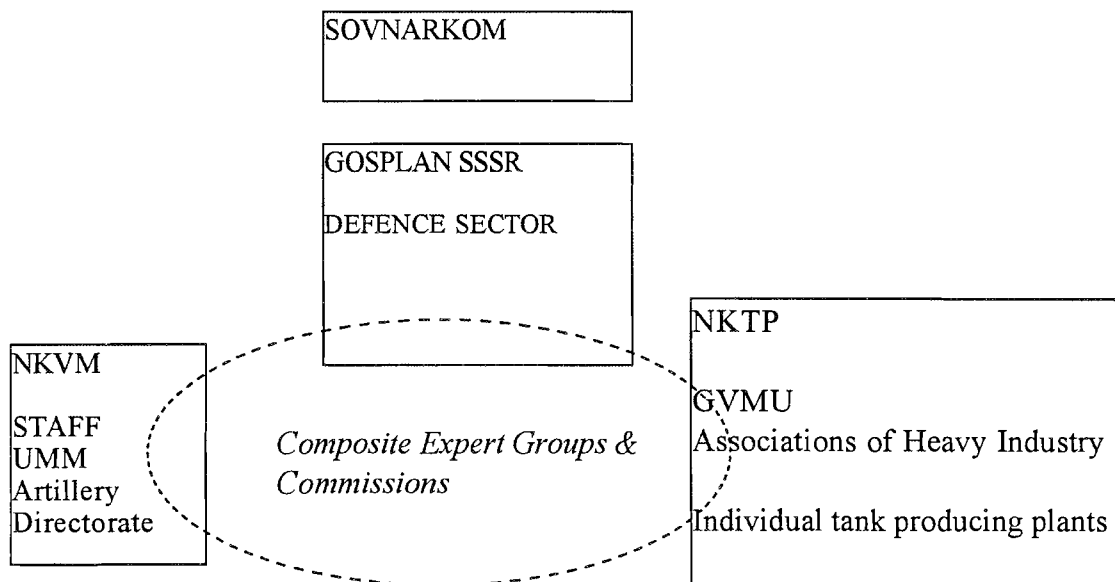 SOVNARKOM
GOSPLAN SSSR
DEFENCE SECTOR
NKVM
STAFF
UMM
Artillery
Directorate
Composite Expert Groups &
Commissions
NKTP
GVMU
Associations of Heavy Industry
Individual tank producing plants